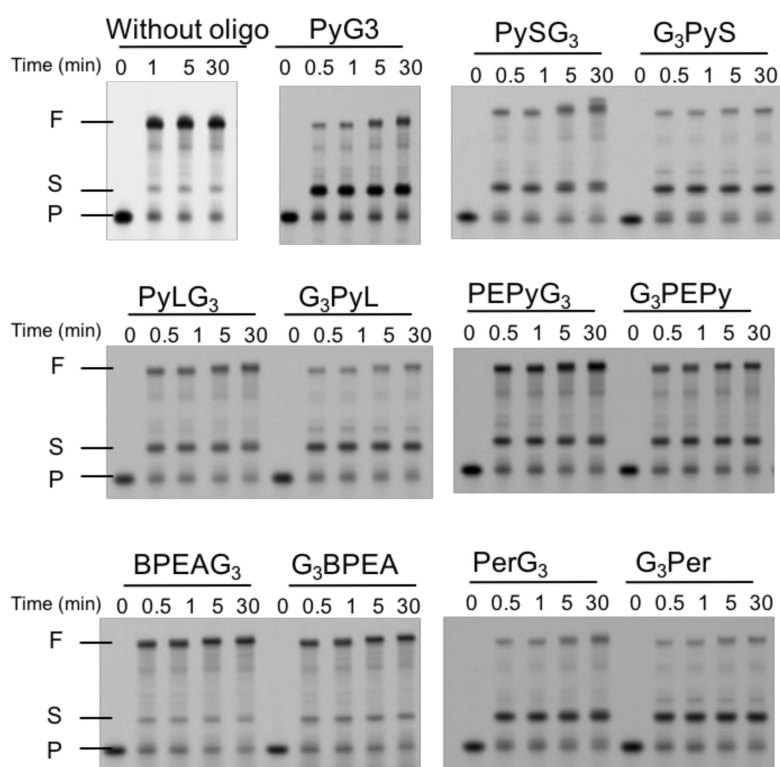 Without oligo PyG3 PySG₃ G₃PyS
Time (min) 0 1 5 30 0 0.5 1 5 30 0 0.5 1 5 30 0 0.5 1 5 30
F
S
P
PyLG₃ G₃PyL PEPyG₃ G₃PEPy
Time (min) 0 0.5 1 5 30 0 0.5 1 5 30 0 0.5 1 5 30 0 0.5 1 5 30
F
S
P
BPEAG₃ G₃BPEA PerG₃ G₃Per
Time (min) 0 0.5 1 5 30 0 0.5 1 5 30 0 0.5 1 5 30 0 0.5 1 5 30
F
S
P